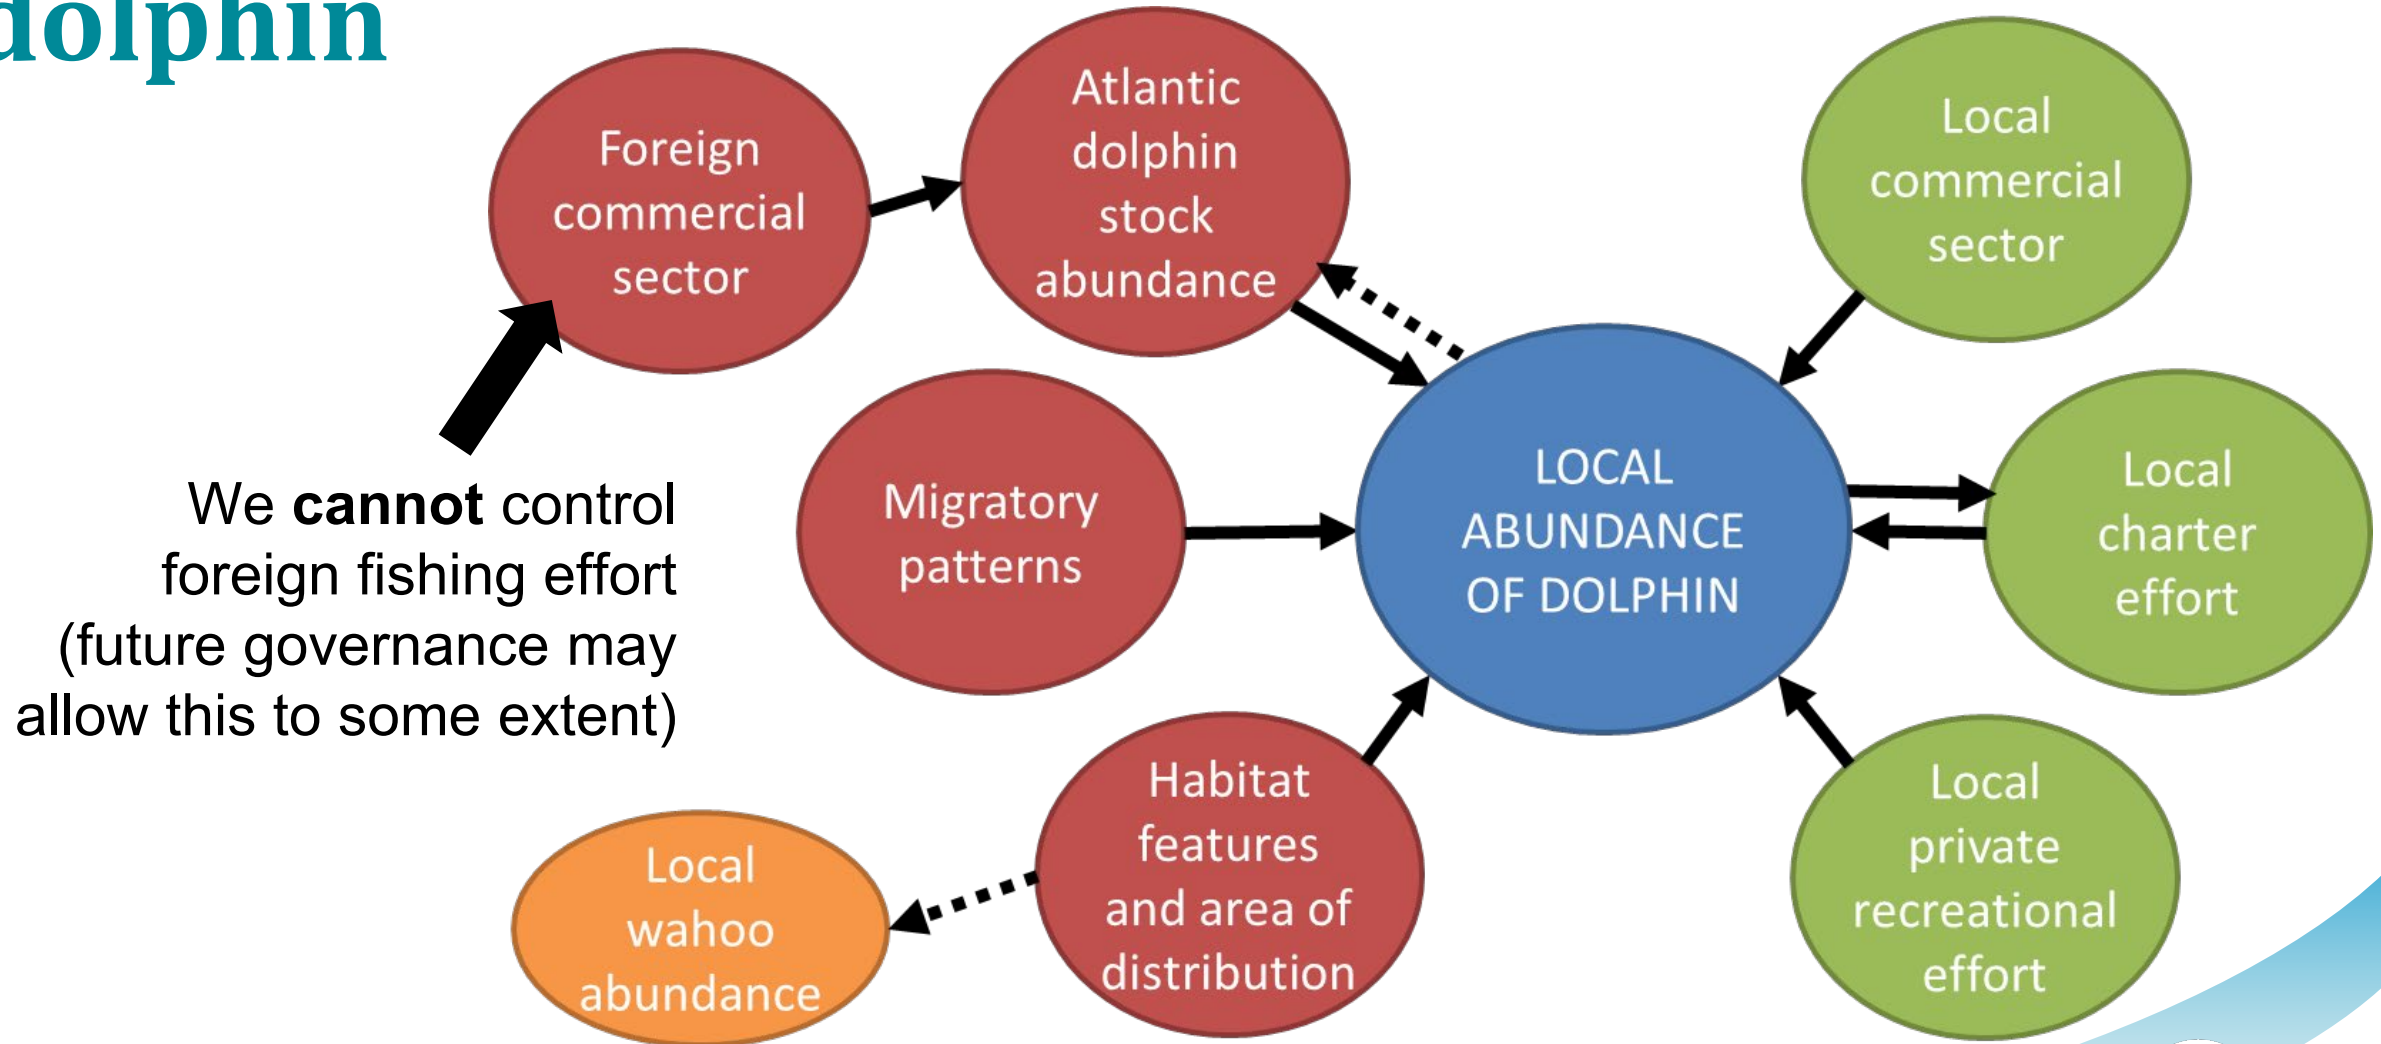 dolphin
Foreign
commercial
sector
Atlantic
dolphin
stock
abundance
Local
commercial
sector
We cannot control
foreign fishing effort
(future governance may
allow this to some extent)
Migratory
patterns
LOCAL
ABUNDANCE
OF DOLPHIN
Local
charter
effort
Local
wahoo
abundance
Habitat
features
and area of
distribution
Local
private
recreational
effort